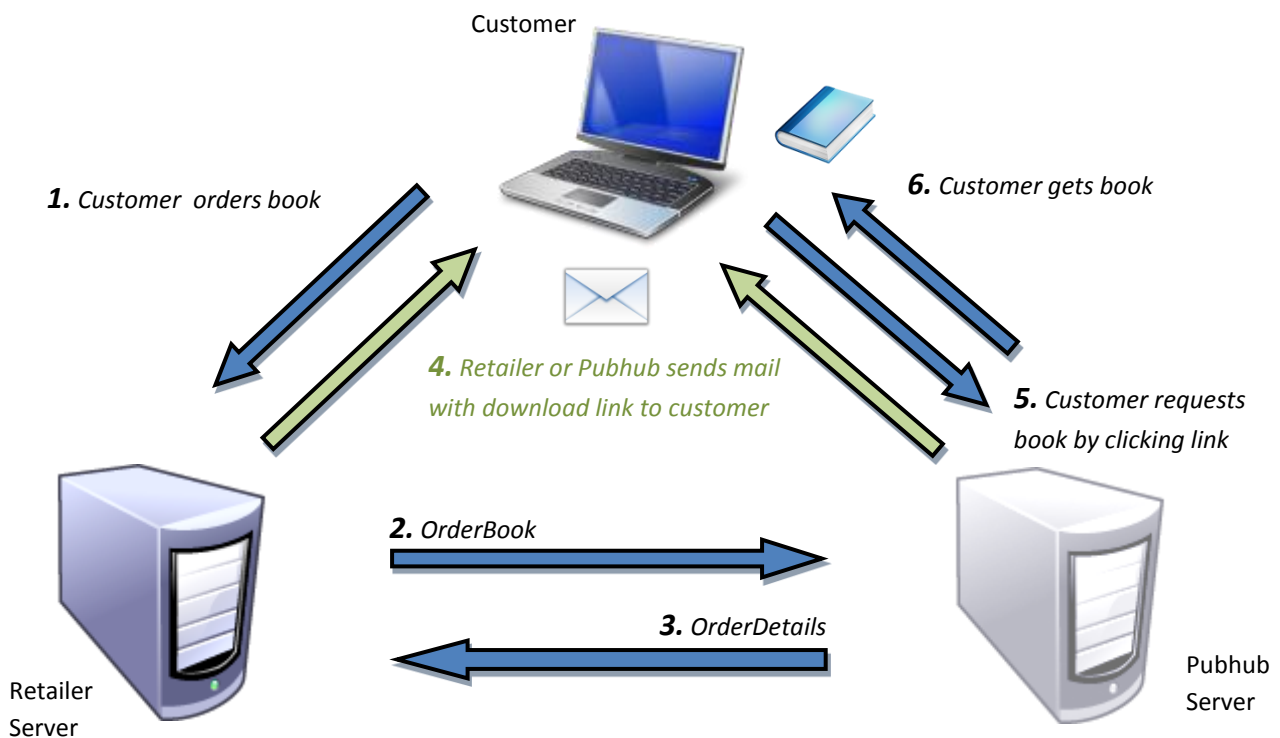 Customer
1. Customer orders book
6. Customer gets book
4. Retailer or Pubhub sends mail
with download link to customer
5. Customer requests
book by clicking link
2. OrderBook
3. OrderDetails
Retailer
Server
Pubhub
Server